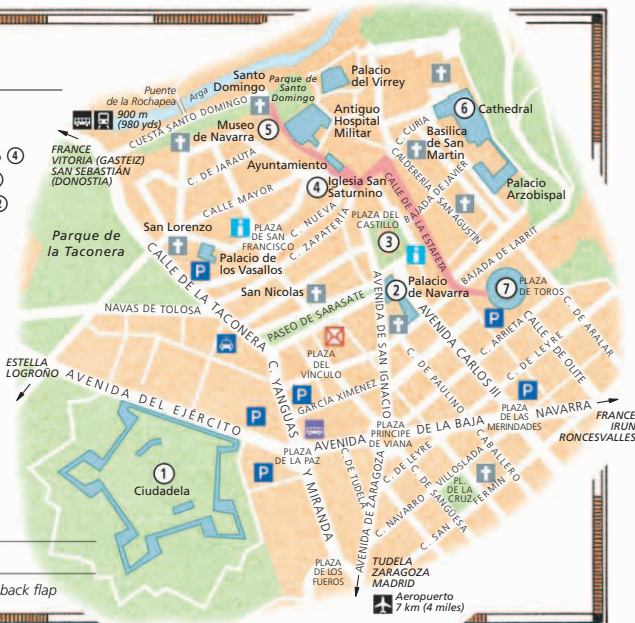 Puente
de la Rochapea
Arga
Santo
Domingo
Parque de
Santo
Domingo
Palacio
del Virrey
900 m
(980 yds)
CUESTA SANTO DOMINGO
Museo
de Navarra
5
Antiguo
Hospital
Militar
6
Cathedral
C. CURIA
Basilica
de San
Martin
FRANCE
VITORIA (GASTEIZ)
SAN SEBASTIÁN
(DONOSTIA)
4
C. DE JARAUTA
Ayuntamiento
4
Iglesia San
Saturnino
CALDERERÍA
SAN AGUSTÍN
BAJADA DE JAVIER
CALLE DE LA ESTAFETA
Palacio
Arzobispal
CALLE MAYOR
C. NUEVA
C. ZAPATERÍA
PLAZA DEL
CASTILLO
3
San Lorenzo
PLAZA
DE SAN
FRANCISCO
Parque de
la Taconera
Palacio de
los Vasallos
BAJADA DE LABRIT
CALLE DE LA TACONERA
San Nicolas
2
Palacio
de Navarra
7
PLAZA
DE TOROS
NAVAS DE TOLOSA
PASEO DE SARASATE
AVENIDA DE SAN IGNACIO
AVENIDA CARLOS III
C. ARRIETA
C. DE ARALAR
CALLE DE OLITE
C. DE LEYRE
PLAZA
DEL
VÍNCULO
C. DE PAULINO
CABALLERO
ESTELLA
LOGROÑO
AVENIDA DEL EJÉRCITO
C. YANGUAS Y MIRANDA
GARCÍA XIMÉNEZ
P
P
P
P
P
P
PLAZA
DE LAS
MERINDADES
AVENIDA DE LA BAJA NAVARRA
FRANCE
IRUN
RONCESVALLES
PLAZA
PRINCIPE
DE VIANA
PLAZA
DE LA PAZ
1
Ciudadela
C. DE TUDELA
AVENIDA DE ZARAGOZA
C. DE LEYRE
VILLOSLADA
C. DE SANGUESA
PL.
DE LA
CRUZ
C. NAVARRO
C. SAN FERMIN
PLAZA
DE LOS
FUEROS
TUDELA
ZARAGOZA
MADRID
Aeropuerto
7 km (4 miles)
back flap